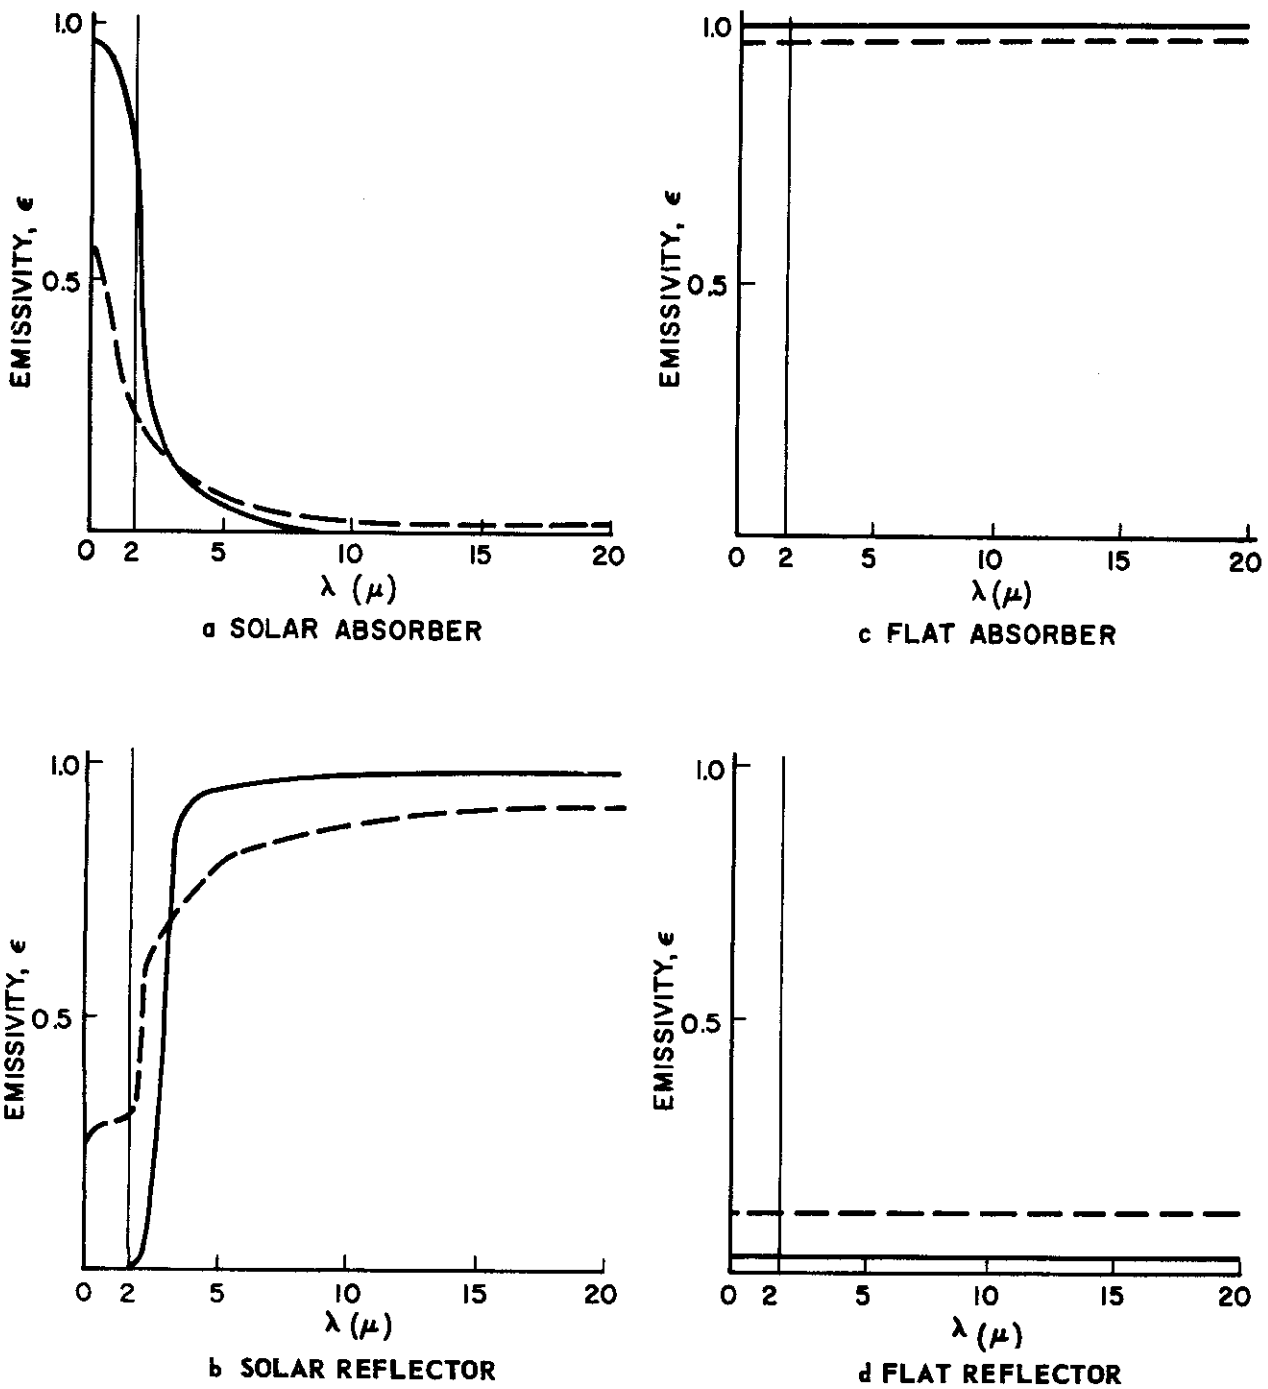 1.0
0.5
EMISSIVITY, ϵ
0 2 5 10 15 20
λ (μ)
a SOLAR ABSORBER
1.0
0.5
EMISSIVITY, ϵ
0 2 5 10 15 20
λ (μ)
c FLAT ABSORBER
1.0
0.5
EMISSIVITY, ϵ
0 2 5 10 15 20
λ (μ)
b SOLAR REFLECTOR
1.0
0.5
EMISSIVITY, ϵ
0 2 5 10 15 20
λ (μ)
d FLAT REFLECTOR